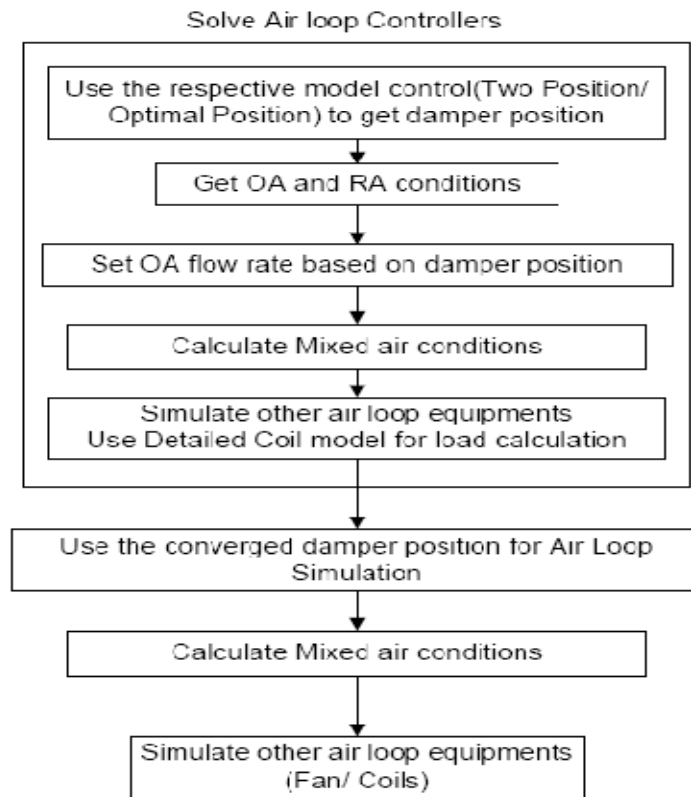 Solve Air loop Controllers
Use the respective model control(Two Position/
Optimal Position) to get damper position
Get OA and RA conditions
Set OA flow rate based on damper position
Calculate Mixed air conditions
Simulate other air loop equipments
Use Detailed Coil model for load calculation
Use the converged damper position for Air Loop
Simulation
Calculate Mixed air conditions
Simulate other air loop equipments
(Fan/ Coils)